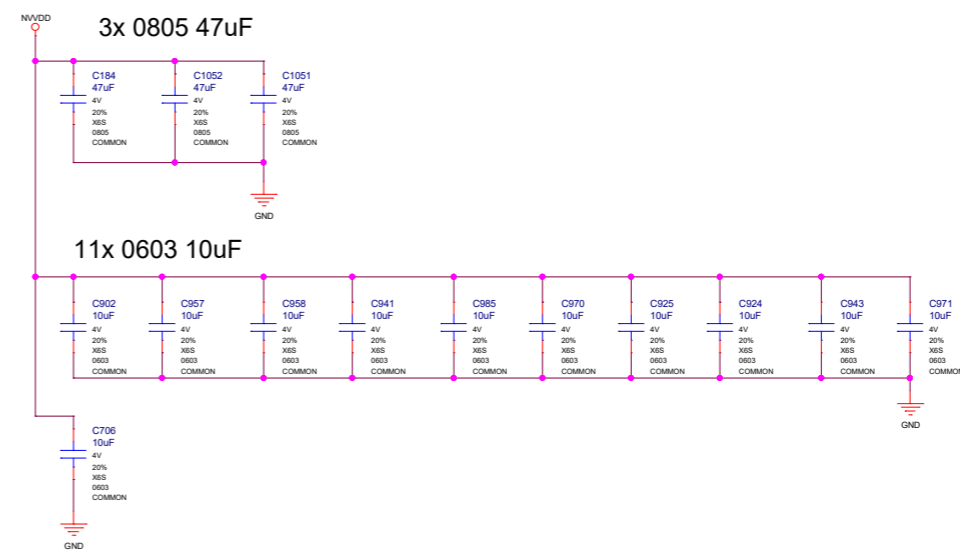 NVVDD
3x 0805 47uF
C184
47uF
4V
20%
X6S
0805
COMMON
C1052
47uF
4V
20%
X6S
0805
COMMON
C1051
47uF
4V
20%
X6S
0805
COMMON
GND
11x 0603 10uF
C902
10uF
4V
20%
X6S
0603
COMMON
C957
10uF
4V
20%
X6S
0603
COMMON
C958
10uF
4V
20%
X6S
0603
COMMON
C941
10uF
4V
20%
X6S
0603
COMMON
C985
10uF
4V
20%
X6S
0603
COMMON
C970
10uF
4V
20%
X6S
0603
COMMON
C925
10uF
4V
20%
X6S
0603
COMMON
C924
10uF
4V
20%
X6S
0603
COMMON
C943
10uF
4V
20%
X6S
0603
COMMON
C971
10uF
4V
20%
X6S
0603
COMMON
GND
C706
10uF
4V
20%
X6S
0603
COMMON
GND